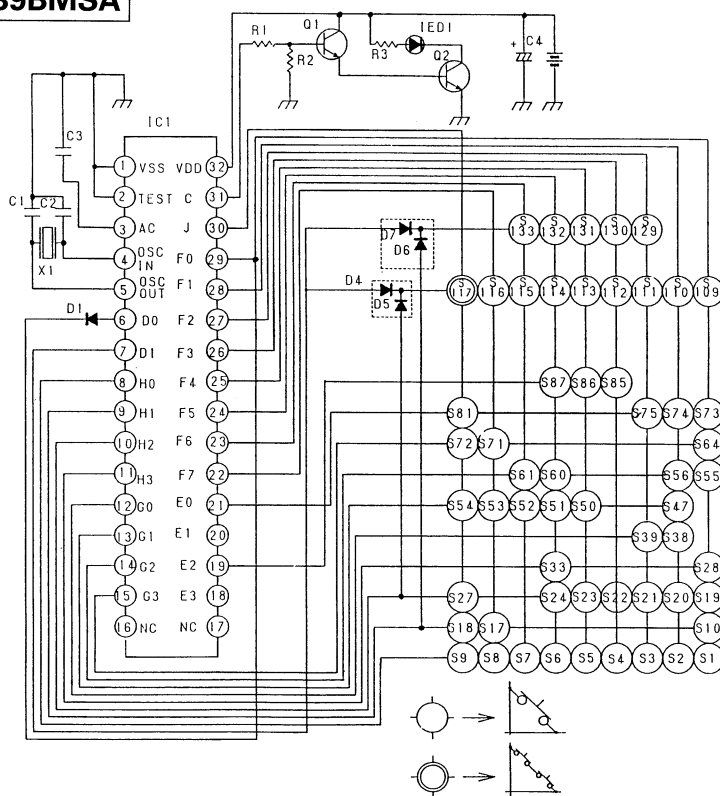 39BMSA
R1
Q1
R2
R3
LED1
Q2
+
C4
IC1
C3
C1
C2
X1
D1
1 VSS VDD 32
2 TEST C 31
3 AC J 30
4 OSC IN F0 29
5 OSC OUT F1 28
6 D0 F2 27
7 D1 F3 26
8 H0 F4 25
9 H1 F5 24
10 H2 F6 23
11 H3 F7 22
12 G0 E0 21
13 G1 E1 20
14 G2 E2 19
15 G3 E3 18
16 NC NC 17
D7
D6
D4
D5
S133 S132 S131 S130 S129
S117 S116 S115 S114 S113 S112 S111 S110 S109
S87 S86 S85
S81 S75 S74 S73
S72 S71 S64
S61 S60 S56 S55
S54 S53 S52 S51 S50 S47
S39 S38
S33 S28
S27 S24 S23 S22 S21 S20 S19
S18 S17 S10
S9 S8 S7 S6 S5 S4 S3 S2 S1